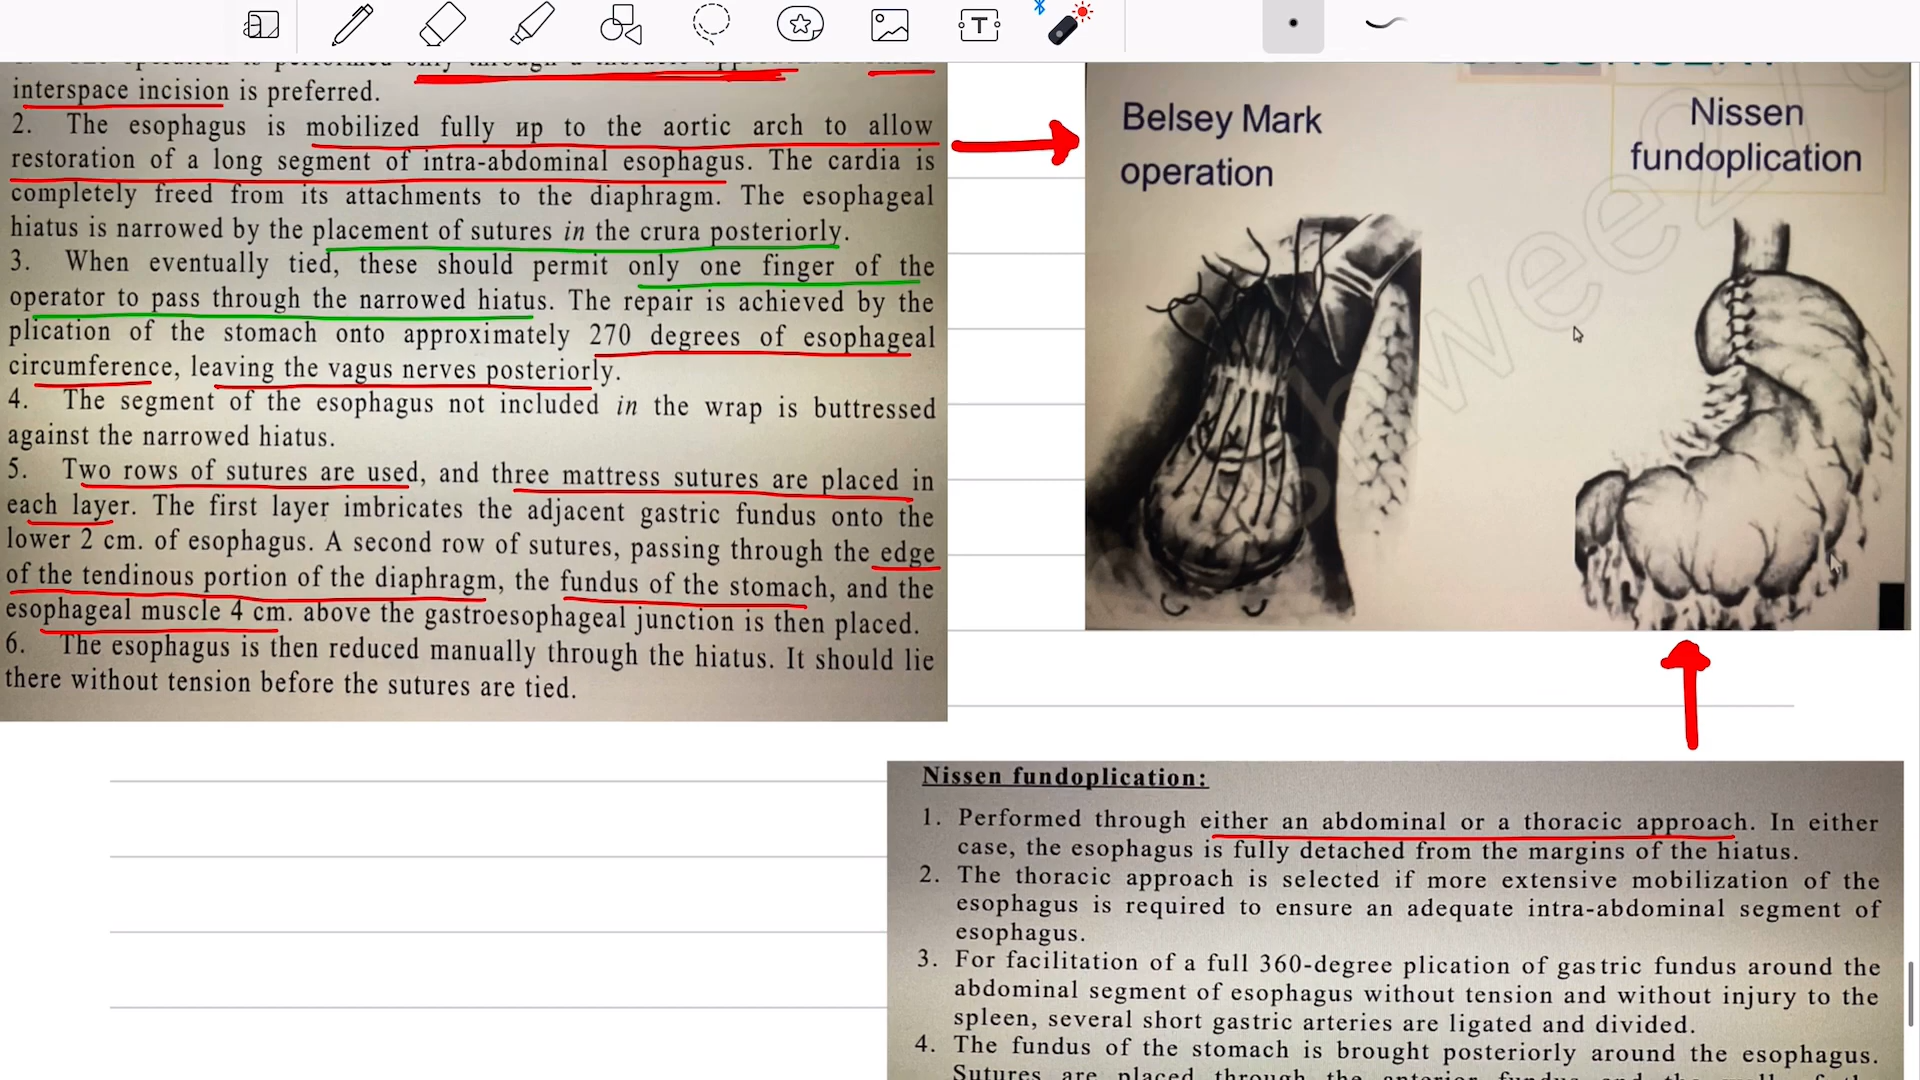 interspace incision is preferred.
2. The esophagus is mobilized fully up to the aortic arch to allow
restoration of a long segment of intra-abdominal esophagus. The cardia is
completely freed from its attachments to the diaphragm. The esophageal
hiatus is narrowed by the placement of sutures in the crura posteriorly.
3. When eventually tied, these should permit only one finger of the
operator to pass through the narrowed hiatus. The repair is achieved by the
plication of the stomach onto approximately 270 degrees of esophageal
circumference, leaving the vagus nerves posteriorly.
4. The segment of the esophagus not included in the wrap is buttressed
against the narrowed hiatus.
5. Two rows of sutures are used, and three mattress sutures are placed in
each layer. The first layer imbricates the adjacent gastric fundus onto the
lower 2 cm. of esophagus. A second row of sutures, passing through the edge
of the tendinous portion of the diaphragm, the fundus of the stomach, and the
esophageal muscle 4 cm. above the gastroesophageal junction is then placed.
6. The esophagus is then reduced manually through the hiatus. It should lie
there without tension before the sutures are tied.
Belsey Mark
operation
Nissen
fundoplication
Nissen fundoplication:
1. Performed through either an abdominal or a thoracic approach. In either
case, the esophagus is fully detached from the margins of the hiatus.
2. The thoracic approach is selected if more extensive mobilization of the
esophagus is required to ensure an adequate intra-abdominal segment of
esophagus.
3. For facilitation of a full 360-degree plication of gastric fundus around the
abdominal segment of esophagus without tension and without injury to the
spleen, several short gastric arteries are ligated and divided.
4. The fundus of the stomach is brought posteriorly around the esophagus.
Sutures are placed through the anterior fundus and the